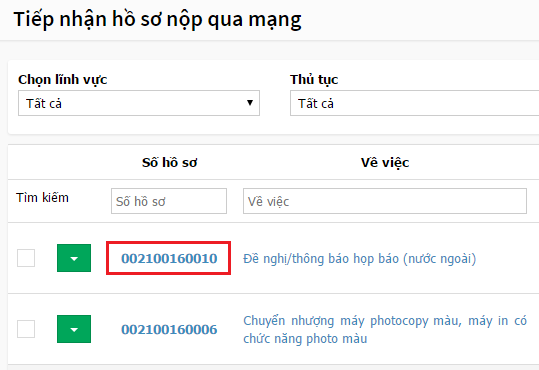 Tiếp nhận hồ sơ nộp qua mạng
Chọn lĩnh vực
Thủ tục
Tất cả
Tất cả
Số hồ sơ
Về việc
Tìm kiếm
Số hồ sơ
Về việc
002100160010
Đề nghị/thông báo họp báo (nước ngoài)
002100160006
Chuyển nhượng máy photocopy màu, máy in có
chức năng photo màu